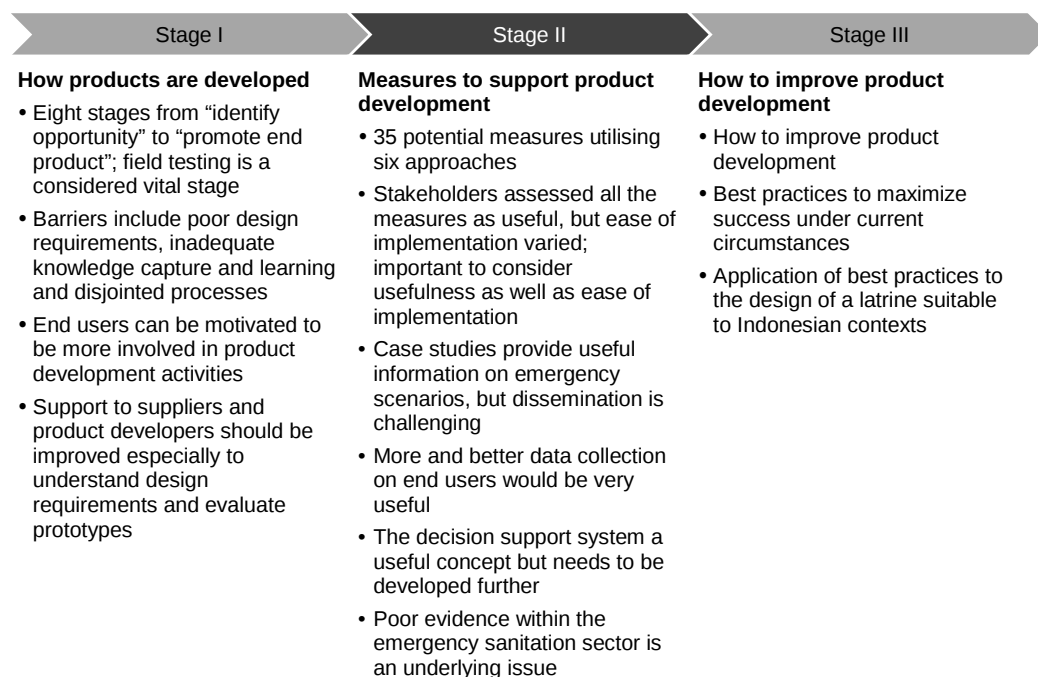 Stage I
Stage II
Stage III
How products are developed
• Eight stages from “identify
opportunity” to “promote end
product”; field testing is a
considered vital stage
• Barriers include poor design
requirements, inadequate
knowledge capture and learning
and disjointed processes
• End users can be motivated to
be more involved in product
development activities
• Support to suppliers and
product developers should be
improved especially to
understand design
requirements and evaluate
prototypes
Measures to support product
development
• 35 potential measures utilising
six approaches
• Stakeholders assessed all the
measures as useful, but ease of
implementation varied;
important to consider
usefulness as well as ease of
implementation
• Case studies provide useful
information on emergency
scenarios, but dissemination is
challenging
• More and better data collection
on end users would be very
useful
• The decision support system a
useful concept but needs to be
developed further
• Poor evidence within the
emergency sanitation sector is
an underlying issue
How to improve product
development
• How to improve product
development
• Best practices to maximize
success under current
circumstances
• Application of best practices to
the design of a latrine suitable
to Indonesian contexts